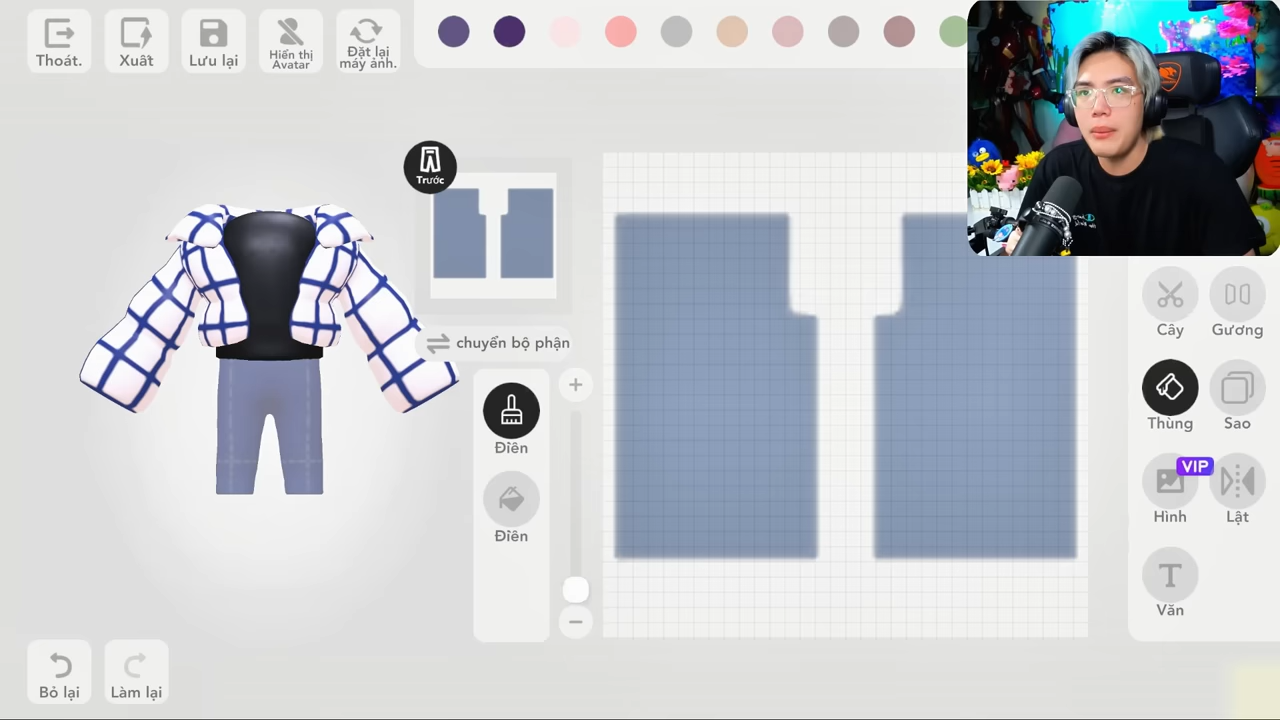 Thoát.
Xuất
Lưu lại
Hiển thị
Avatar
Đặt lại
máy ảnh.
Trước
chuyển bộ phận
Điền
Điền
Cây
Gương
Thùng
Sao
VIP
Hình
Lật
T
Văn
Bỏ lại
Làm lại